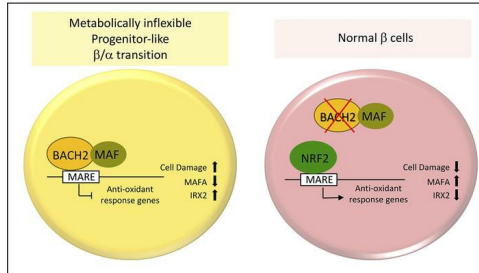 Metabolically inflexible
Progenitor-like
β/α transition
BACH2
MAF
MARE
Anti-oxidant
response genes
Cell Damage
MAFA
IRX2
Normal β cells
BACH2
MAF
NRF2
MARE
Anti-oxidant
response genes
Cell Damage
MAFA
IRX2